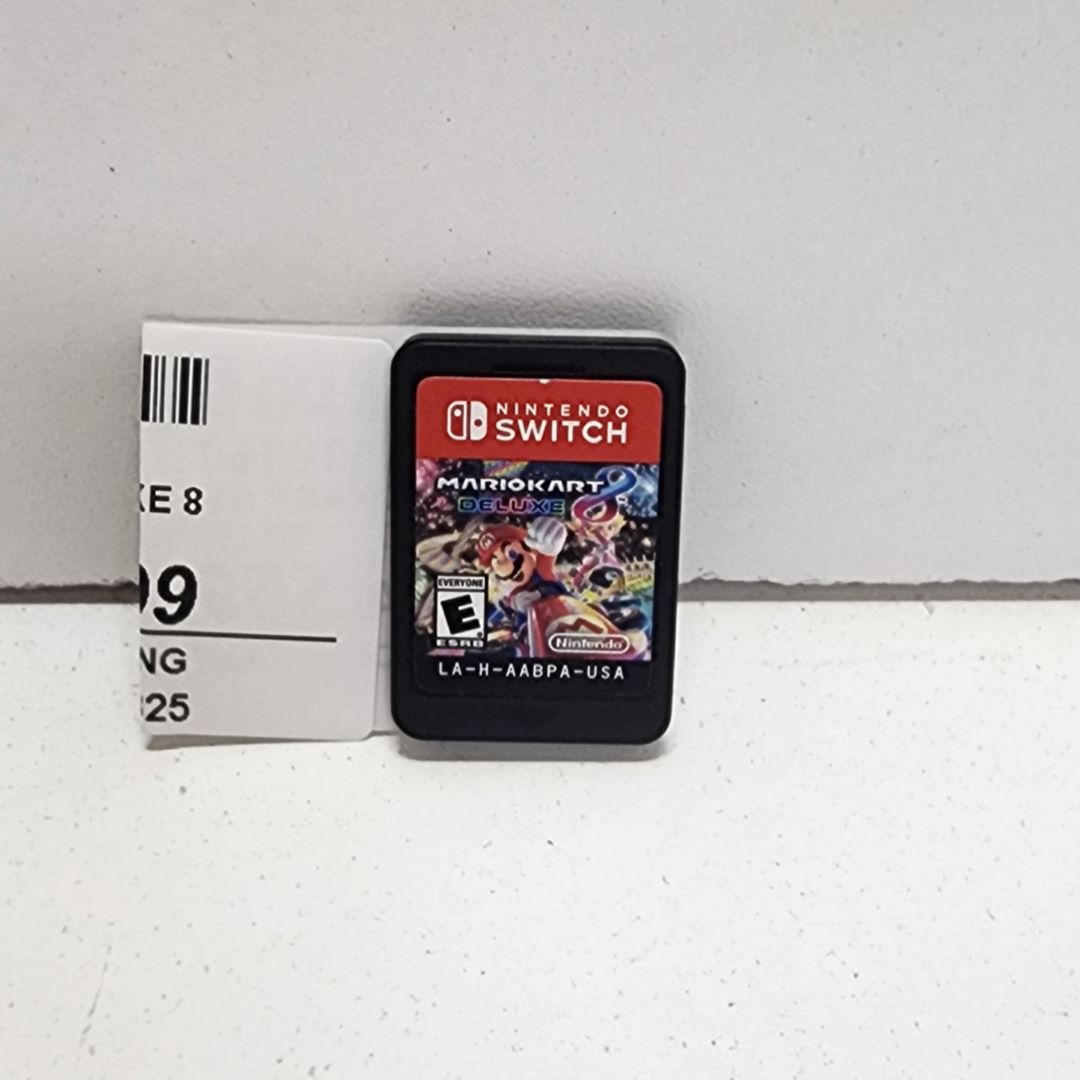 KE 8
99
NG
325
NINTENDO
SWITCH
MARIOKART 8
DELUXE
EVERYONE
E
ESRB
Nintendo
LA-H-AABPA-USA